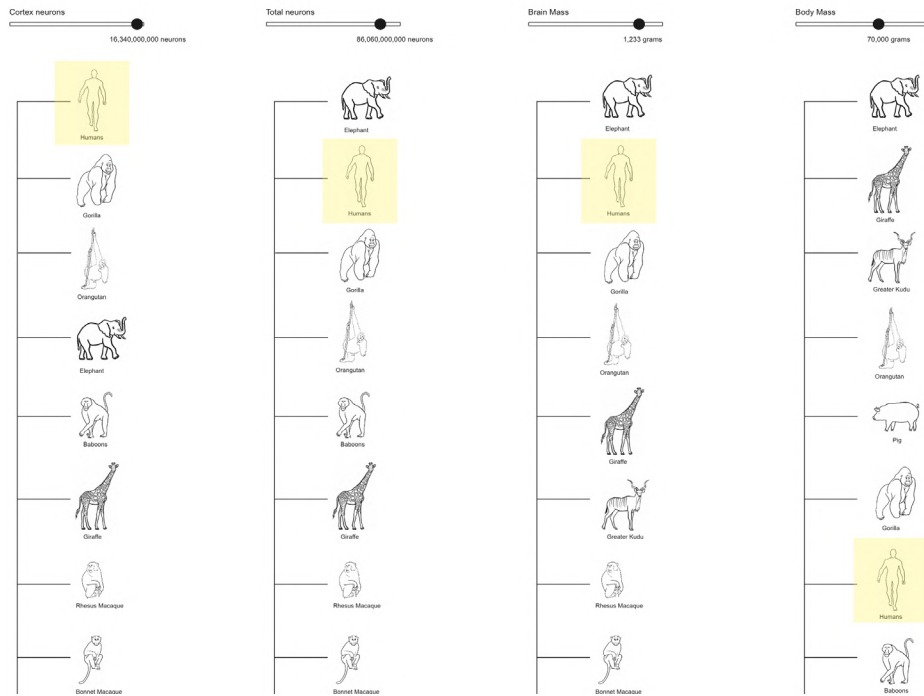 Cortex neurons
16,340,000,000 neurons
Humans
Gorilla
Orangutan
Elephant
Baboons
Giraffe
Rhesus Macaque
Bonnet Macaque
Total neurons
86,060,000,000 neurons
Elephant
Humans
Gorilla
Orangutan
Baboons
Giraffe
Rhesus Macaque
Bonnet Macaque
Brain Mass
1,233 grams
Elephant
Humans
Gorilla
Orangutan
Giraffe
Greater Kudu
Rhesus Macaque
Bonnet Macaque
Body Mass
70,000 grams
Elephant
Giraffe
Greater Kudu
Orangutan
Pig
Gorilla
Humans
Baboons